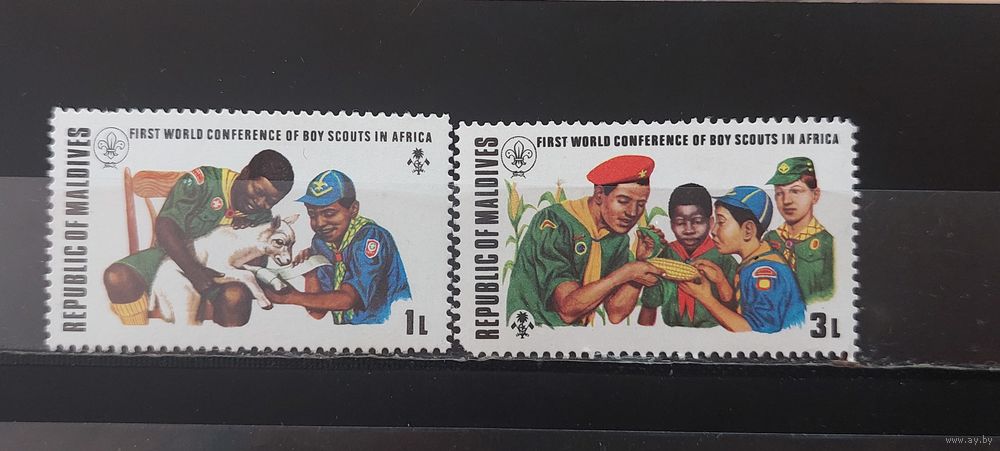 FIRST WORLD CONFERENCE OF BOY SCOUTS IN AFRICA
REPUBLIC OF MALDIVES
1L
FIRST WORLD CONFERENCE OF BOY SCOUTS IN AFRICA
REPUBLIC OF MALDIVES
3L
www.ay.by